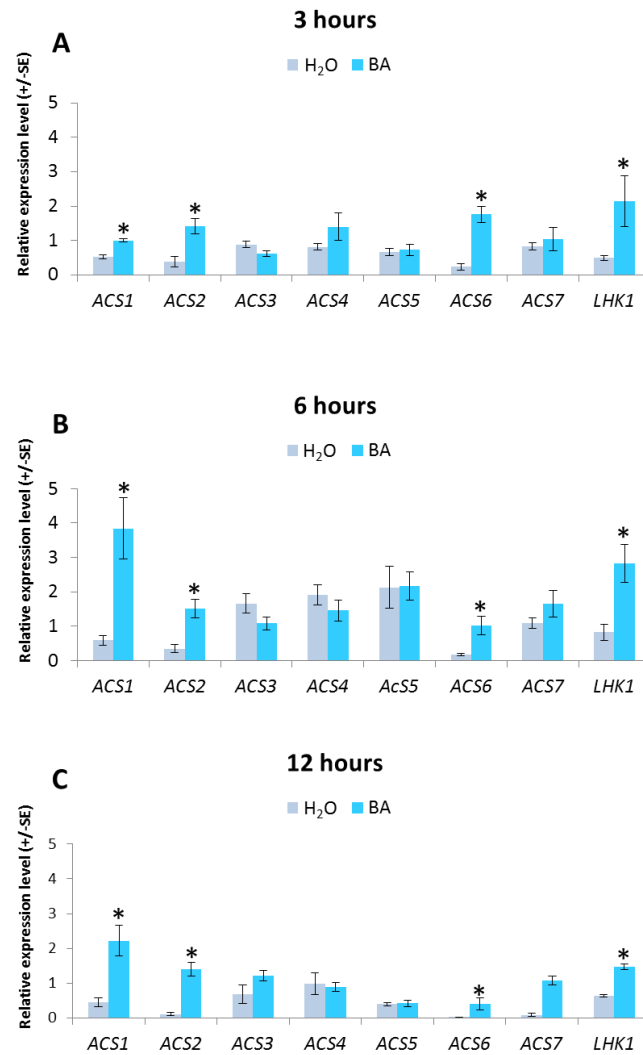 3 hours
A
H₂O BA
Relative expression level (+/-SE)
5
4
3
2
1
0
* * * *
ACS1 ACS2 ACS3 ACS4 ACS5 ACS6 ACS7 LHK1
6 hours
B
H₂O BA
Relative expression level (+/-SE)
5
4
3
2
1
0
* * * *
ACS1 ACS2 ACS3 ACS4 AcS5 ACS6 ACS7 LHK1
12 hours
C
H₂O BA
Relative expression level (+/-SE)
5
4
3
2
1
0
* * * *
ACS1 ACS2 ACS3 ACS4 ACS5 ACS6 ACS7 LHK1